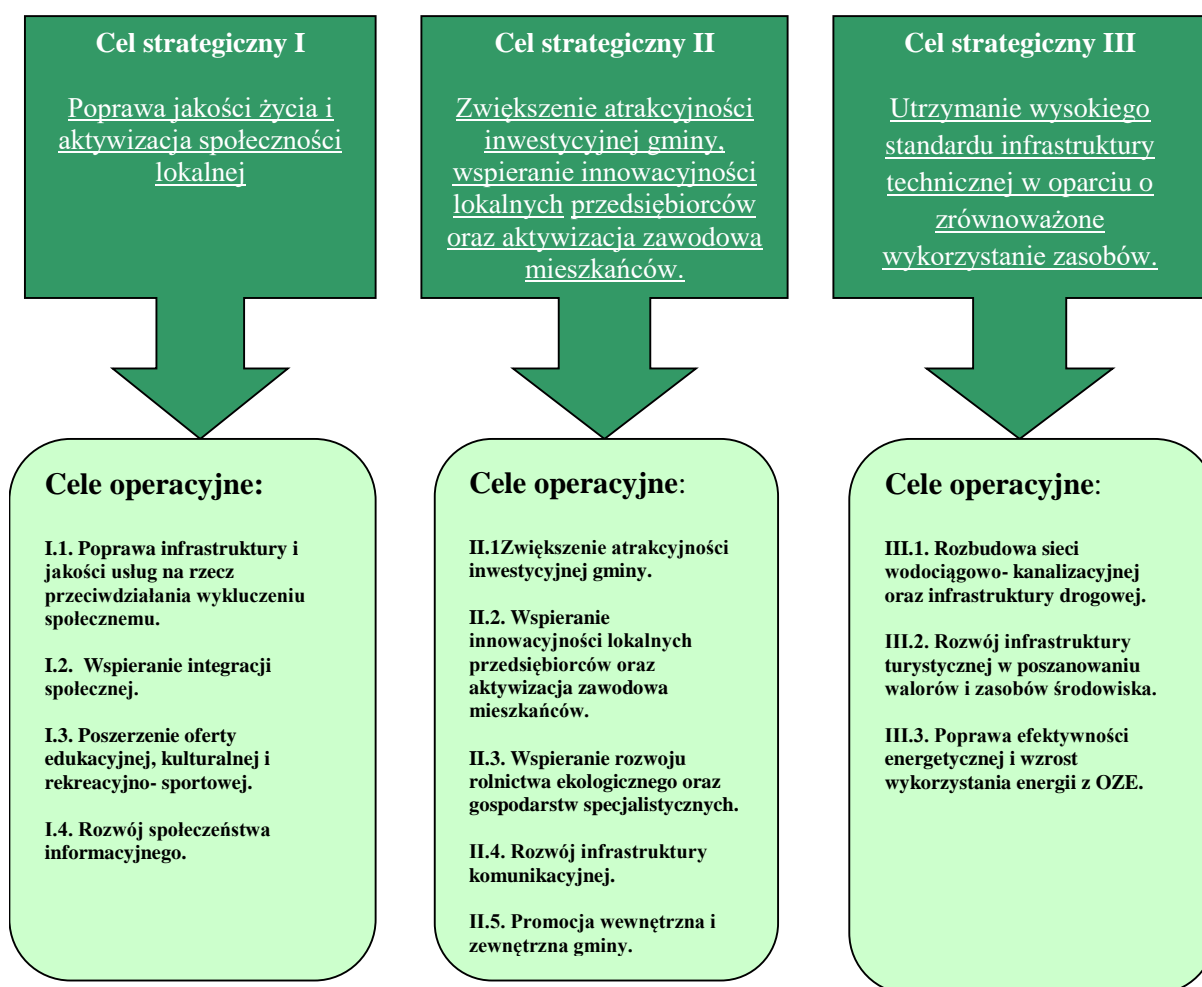 Cel strategiczny I
Poprawa jakości życia i
aktywizacja społeczności
lokalnej
Cel strategiczny II
Zwiększenie atrakcyjności
inwestycyjnej gminy,
wspieranie innowacyjności
lokalnych przedsiębiorców
oraz aktywizacja zawodowa
mieszkańców.
Cel strategiczny III
Utrzymanie wysokiego
standardu infrastruktury
technicznej w oparciu o
zrównoważone
wykorzystanie zasobów.
Cele operacyjne:
I.1. Poprawa infrastruktury i
jakości usług na rzecz
przeciwdziałania wykluczeniu
społecznemu.
I.2. Wspieranie integracji
społecznej.
I.3. Poszerzenie oferty
edukacyjnej, kulturalnej i
rekreacyjno- sportowej.
I.4. Rozwój społeczeństwa
informacyjnego.
Cele operacyjne:
II.1Zwiększenie atrakcyjności
inwestycyjnej gminy.
II.2. Wspieranie
innowacyjności lokalnych
przedsiębiorców oraz
aktywizacja zawodowa
mieszkańców.
II.3. Wspieranie rozwoju
rolnictwa ekologicznego oraz
gospodarstw specjalistycznych.
II.4. Rozwój infrastruktury
komunikacyjnej.
II.5. Promocja wewnętrzna i
zewnętrzna gminy.
Cele operacyjne:
III.1. Rozbudowa sieci
wodociągowo- kanalizacyjnej
oraz infrastruktury drogowej.
III.2. Rozwój infrastruktury
turystycznej w poszanowaniu
walorów i zasobów środowiska.
III.3. Poprawa efektywności
energetycznej i wzrost
wykorzystania energii z OZE.